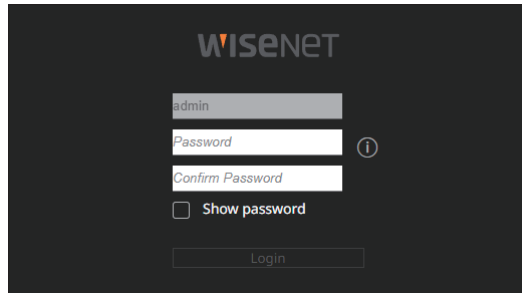 WISENET
admin
Password
i
Confirm Password
Show password
Login